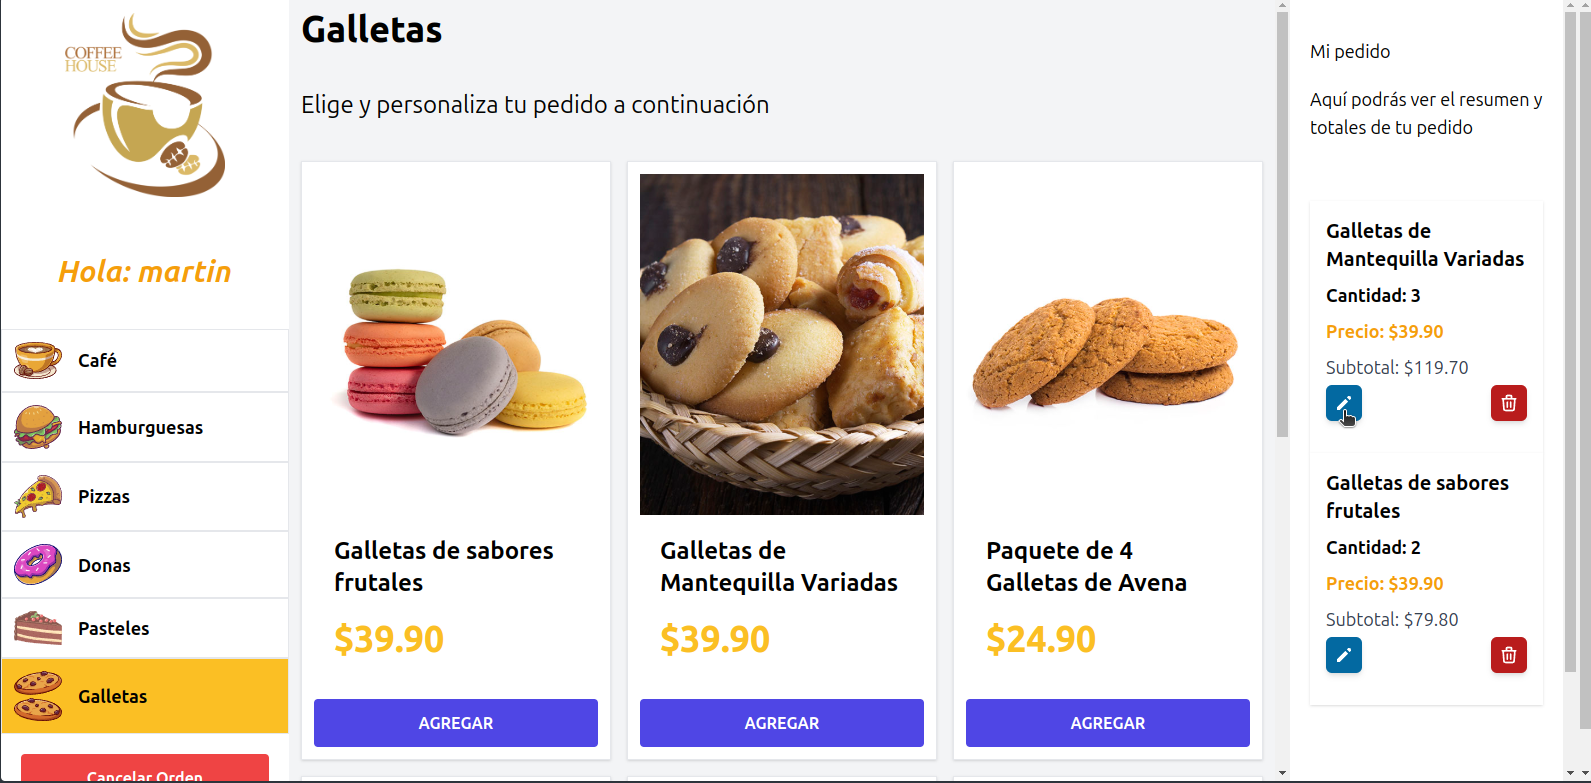 COFFEE
HOUSE
Hola: martin
Café
Hamburguesas
Pizzas
Donas
Pasteles
Galletas
Cancelar Orden
Galletas
Elige y personaliza tu pedido a continuación
Galletas de sabores
frutales
$39.90
AGREGAR
Galletas de
Mantequilla Variadas
$39.90
AGREGAR
Paquete de 4
Galletas de Avena
$24.90
AGREGAR
Mi pedido
Aquí podrás ver el resumen y
totales de tu pedido
Galletas de
Mantequilla Variadas
Cantidad: 3
Precio: $39.90
Subtotal: $119.70
Galletas de sabores
frutales
Cantidad: 2
Precio: $39.90
Subtotal: $79.80